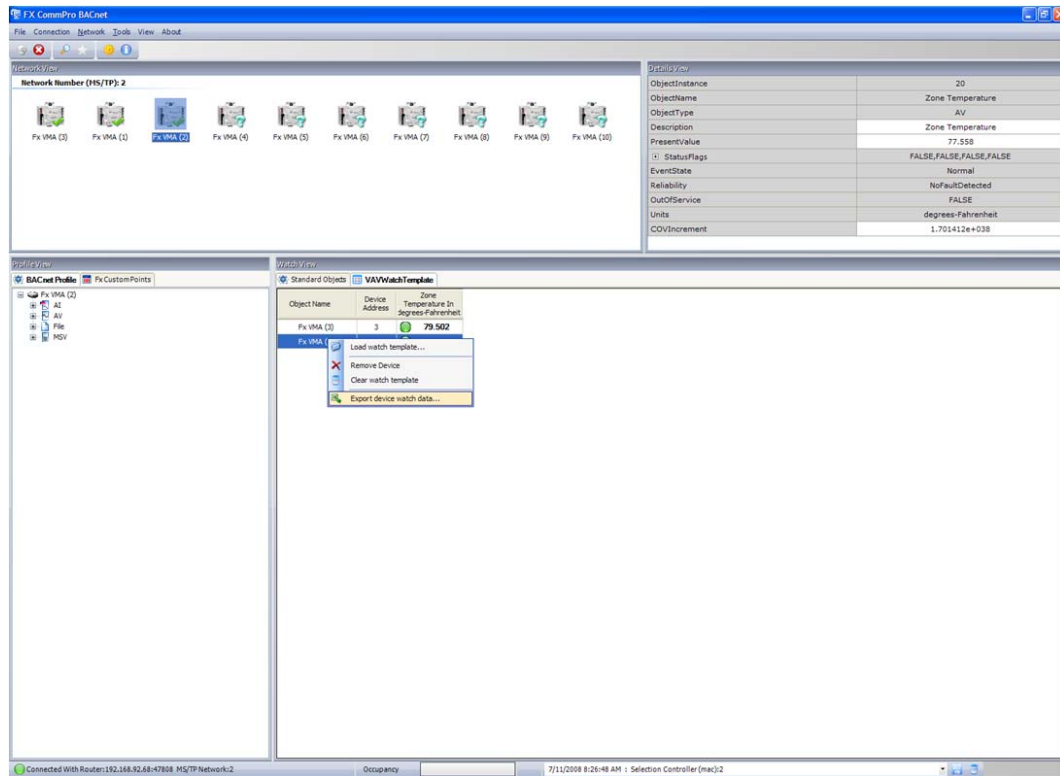 FX CommPro BACnet
File Connection Network Tools View About
Network View
Network Number (MS/TP): 2
Fx VMA (3) Fx VMA (1) Fx VMA (2) Fx VMA (4) Fx VMA (5) Fx VMA (6) Fx VMA (7) Fx VMA (8) Fx VMA (9) Fx VMA (10)
Details View
ObjectInstance 20
ObjectName Zone Temperature
ObjectType AV
Description Zone Temperature
PresentValue 77.558
StatusFlags FALSE,FALSE,FALSE,FALSE
EventState Normal
Reliability NoFaultDetected
OutOfService FALSE
Units degrees-Fahrenheit
COVIncrement 1.701412e+038
Profile View
BACnet Profile Fx Custom Points
Fx VMA (2)
AI
AV
File
MSV
Watch View
Standard Objects VAVWatchTemplate
Object Name Device Address Zone Temperature In degrees-Fahrenheit
Fx VMA (3) 3 79.502
Fx VMA (
Load watch template...
Remove Device
Clear watch template
Export device watch data...
Connected With Router:192.168.92.68:47808 MS/TP Network:2 Occupancy 7/11/2008 8:26:48 AM : Selection Controller(mac):2